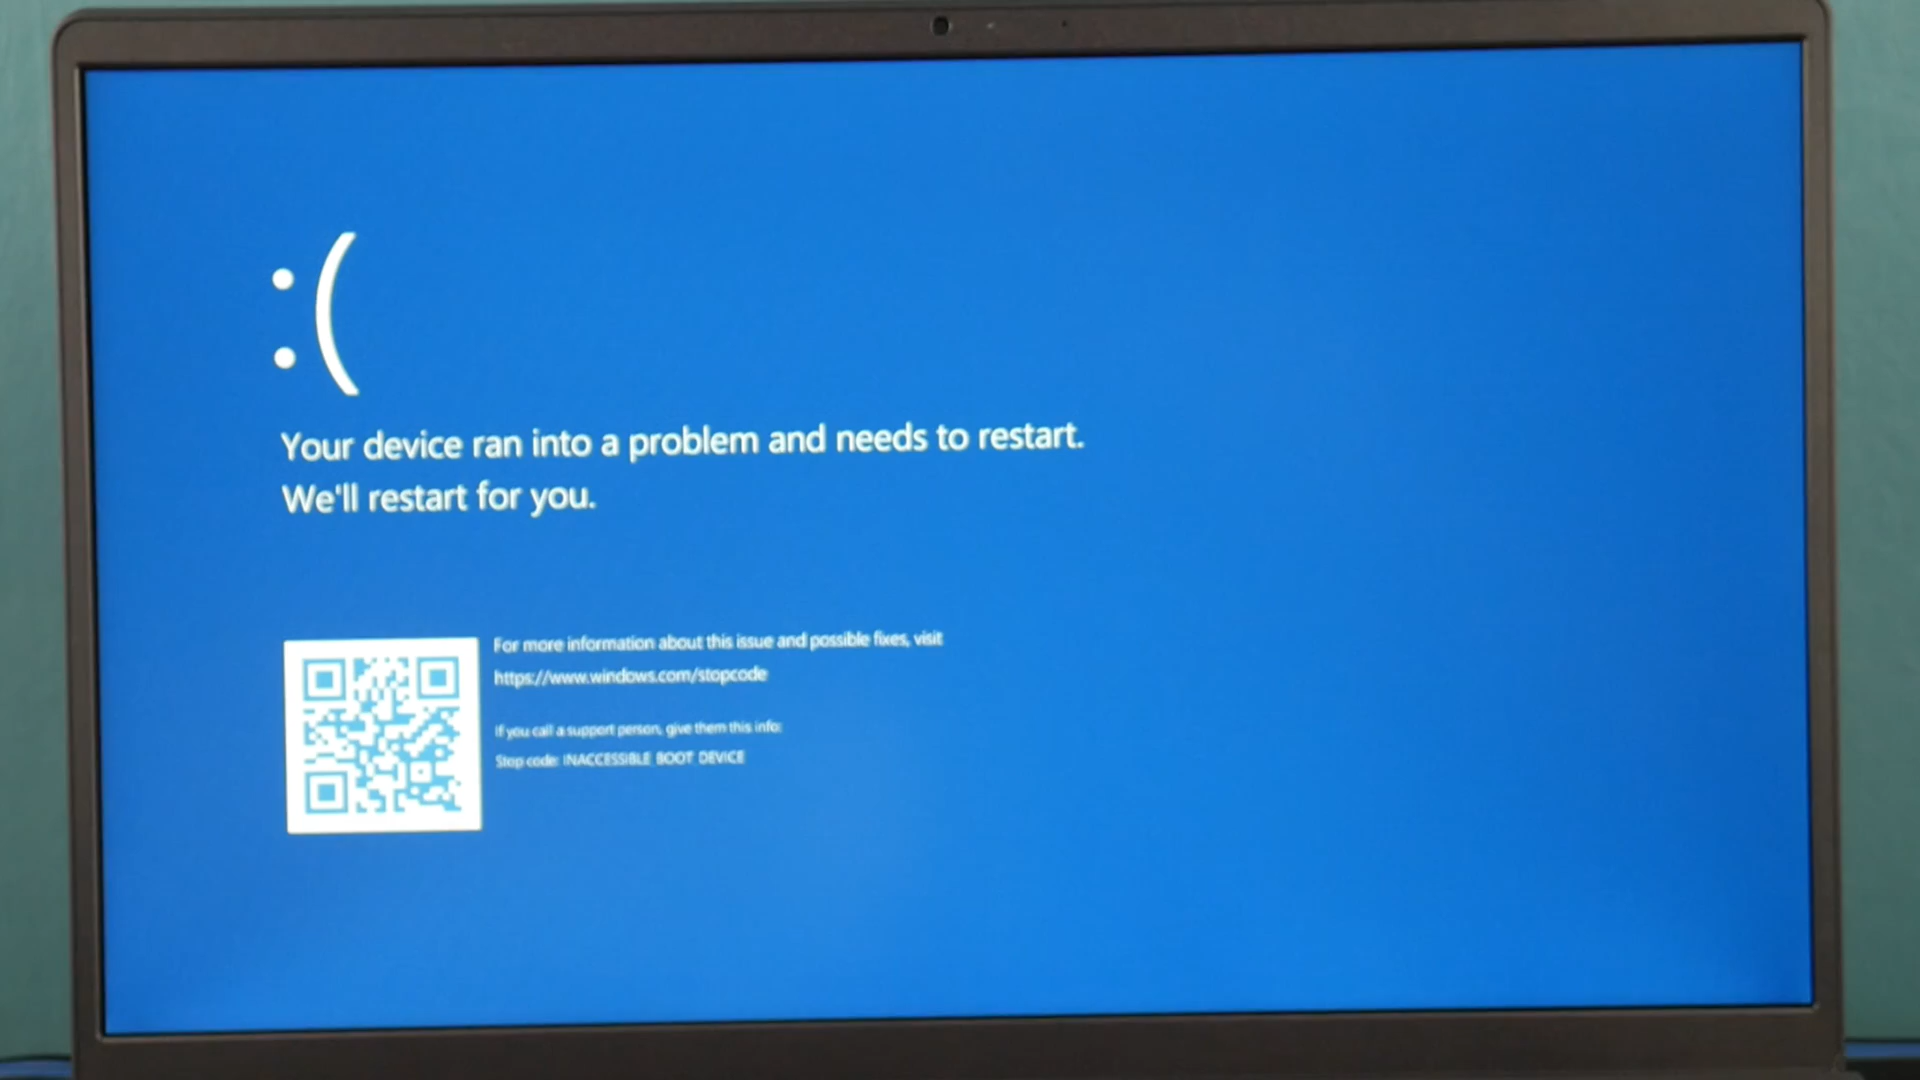 :(
Your device ran into a problem and needs to restart.
We'll restart for you.
For more information about this issue and possible fixes, visit
https://www.windows.com/stopcode
If you call a support person, give them this info:
Stop code: INACCESSIBLE BOOT DEVICE